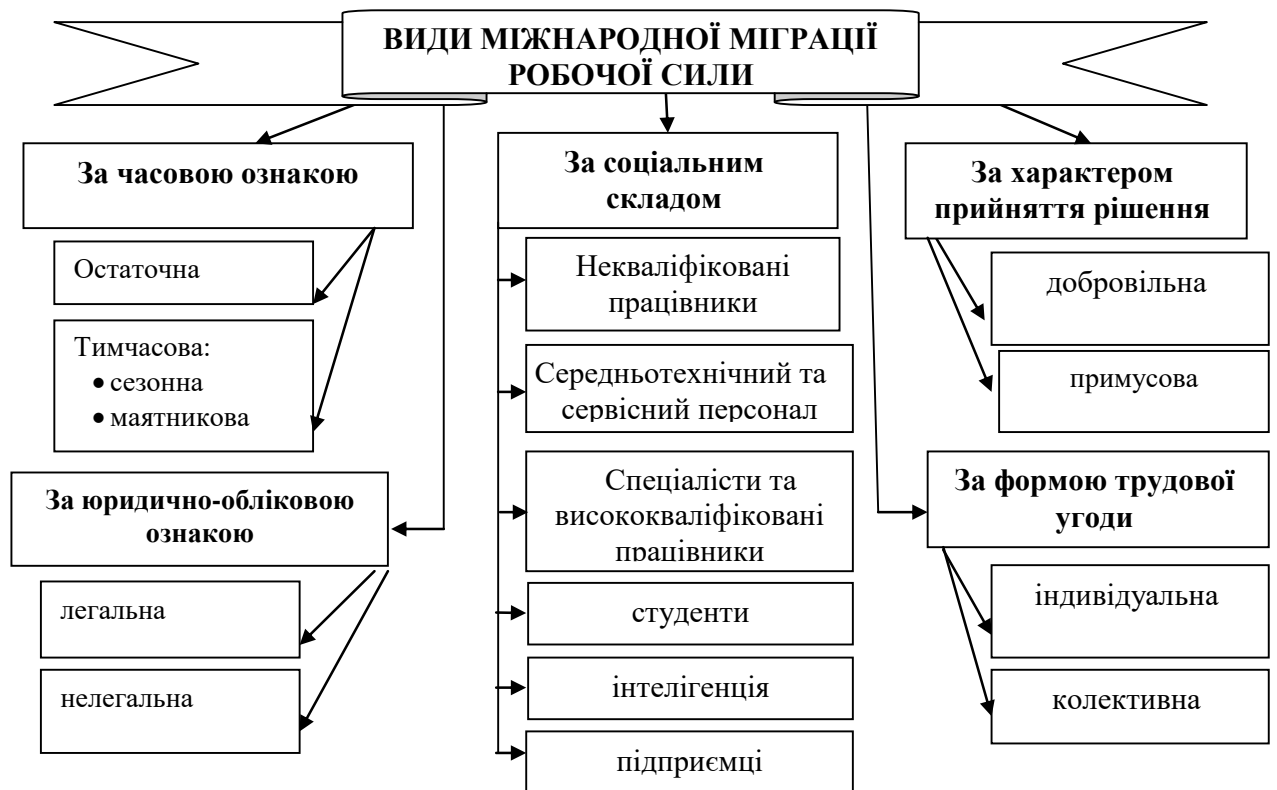 ВИДИ МІЖНАРОДНОЇ МІГРАЦІЇ
РОБОЧОЇ СИЛИ
За часовою ознакою
Остаточна
Тимчасова:
• сезонна
• маятникова
За юридично-обліковою
ознакою
легальна
нелегальна
За соціальним
складом
Некваліфіковані
працівники
Середньотехнічний та
сервісний персонал
Спеціалісти та
висококваліфіковані
працівники
студенти
інтелігенція
підприємці
За характером
прийняття рішення
добровільна
примусова
За формою трудової
угоди
індивідуальна
колективна